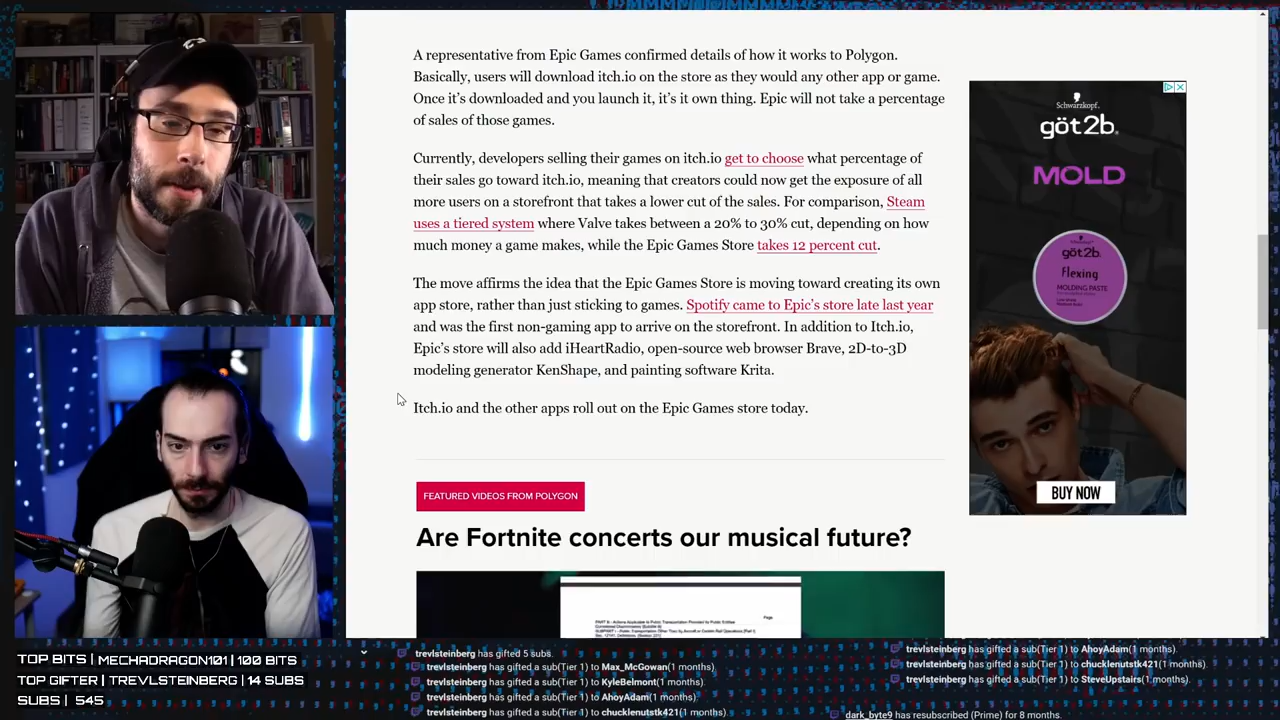 A representative from Epic Games confirmed details of how it works to Polygon.
Basically, users will download itch.io on the store as they would any other app or game.
Once it's downloaded and you launch it, it's it own thing. Epic will not take a percentage
of sales of those games.
Currently, developers selling their games on itch.io get to choose what percentage of
their sales go toward itch.io, meaning that creators could now get the exposure of all
more users on a storefront that takes a lower cut of the sales. For comparison, Steam
uses a tiered system where Valve takes between a 20% to 30% cut, depending on how
much money a game makes, while the Epic Games Store takes 12 percent cut.
The move affirms the idea that the Epic Games Store is moving toward creating its own
app store, rather than just sticking to games. Spotify came to Epic's store late last year
and was the first non-gaming app to arrive on the storefront. In addition to Itch.io,
Epic's store will also add iHeartRadio, open-source web browser Brave, 2D-to-3D
modeling generator KenShape, and painting software Krita.
Itch.io and the other apps roll out on the Epic Games store today.
FEATURED VIDEOS FROM POLYGON
Are Fortnite concerts our musical future?
Page
Schwarzkopf
göt2b
MOLD
göt2b
Flexing
MOLDING PASTE
BUY NOW
TOP BITS | MECHADRAGON101 | 100 BITS
TOP GIFTER | TREVLSTEINBERG | 14 SUBS
SUBS | 545
trevlsteinberg has gifted 5 subs.
trevlsteinberg has gifted a sub(Tier 1) to Max_McGowan(1 months).
trevlsteinberg has gifted a sub(Tier 1) to KyleBelmont(1 months).
trevlsteinberg has gifted a sub(Tier 1) to AhoyAdam(1 months).
trevlsteinberg has gifted a sub(Tier 1) to chucklenutstk421(1 months).
trevlsteinberg has gifted a sub(Tier 1) to AhoyAdam(1 months).
trevlsteinberg has gifted a sub(Tier 1) to chucklenutstk421(1 months).
trevlsteinberg has gifted a sub(Tier 1) to SteveUpstairs(1 months).
dark_byte9 has resubscribed (Prime) for 8 months.